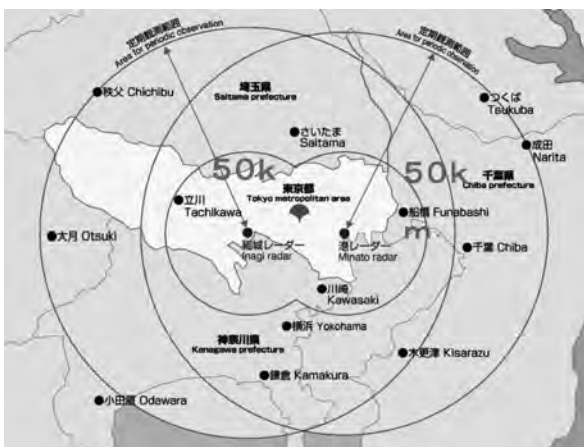 定期観測範囲
Area for periodic observation
定期観測範囲
Area for periodic observation
秩父 Chichibu
埼玉県
Saitama prefecture
つくば
Tsukuba
さいたま
Saitama
成田
Narita
50k
50k
m
千葉県
Chiba prefecture
東京都
Tokyo metropolitan area
立川
Tachikawa
船橋 Funabashi
大月 Otsuki
稲城レーダー
Inagi radar
港レーダー
Minato radar
千葉 Chiba
川崎
Kawasaki
横浜 Yokohama
神奈川県
Kanagawa prefecture
木更津 Kisarazu
鎌倉 Kamakura
小田原 Odawara